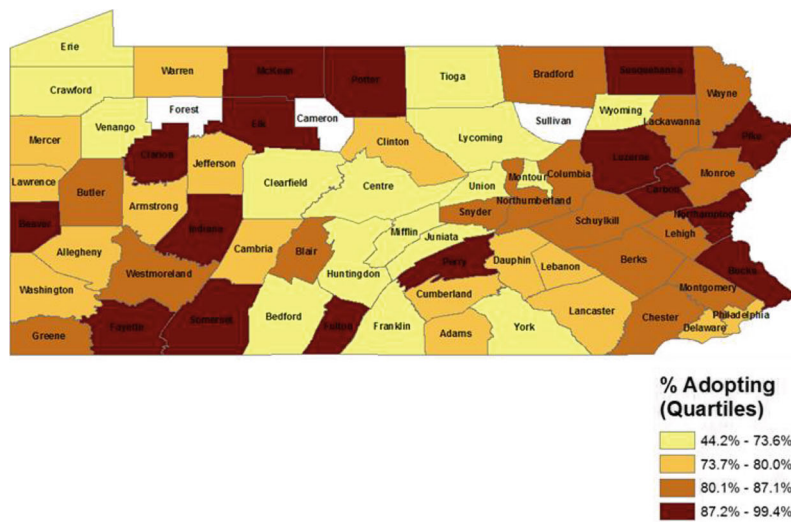 Erie
Warren
McKean
Potter
Tioga
Bradford
Susquehanna
Wayne
Crawford
Forest
Cameron
Sullivan
Wyoming
Lackawanna
Venango
Elk
Clinton
Lycoming
Pike
Mercer
Clarion
Jefferson
Luzerne
Monroe
Lawrence
Butler
Clearfield
Centre
Union
Montour
Columbia
Carbon
Armstrong
Snyder
Northumberland
Northampton
Beaver
Indiana
Mifflin
Schuylkill
Lehigh
Allegheny
Cambria
Blair
Juniata
Westmoreland
Huntingdon
Perry
Dauphin
Lebanon
Berks
Bucks
Washington
Cumberland
Montgomery
Greene
Fayette
Somerset
Bedford
Fulton
Franklin
Adams
York
Lancaster
Chester
Delaware
Philadelphia
% Adopting
(Quartiles)
44.2% - 73.6%
73.7% - 80.0%
80.1% - 87.1%
87.2% - 99.4%